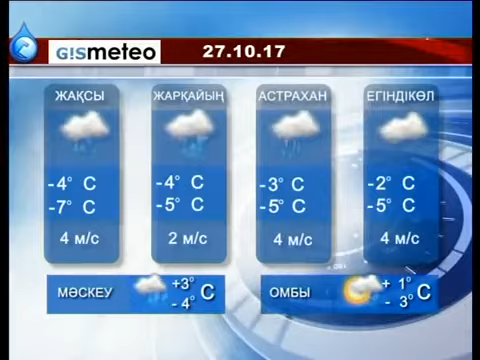 G!SMETEO 27.10.17
ЖАҚСЫ ЖАРҚАЙЫҢ АСТРАХАН ЕГІНДІКӨЛ
-4° C -4° C -3° C -2° C
-7° C -5° C -5° C -5° C
4 м/с 2 м/с 4 м/с 4 м/с
МӘСКЕУ +3° -4° C ОМБЫ + 1° - 3° C